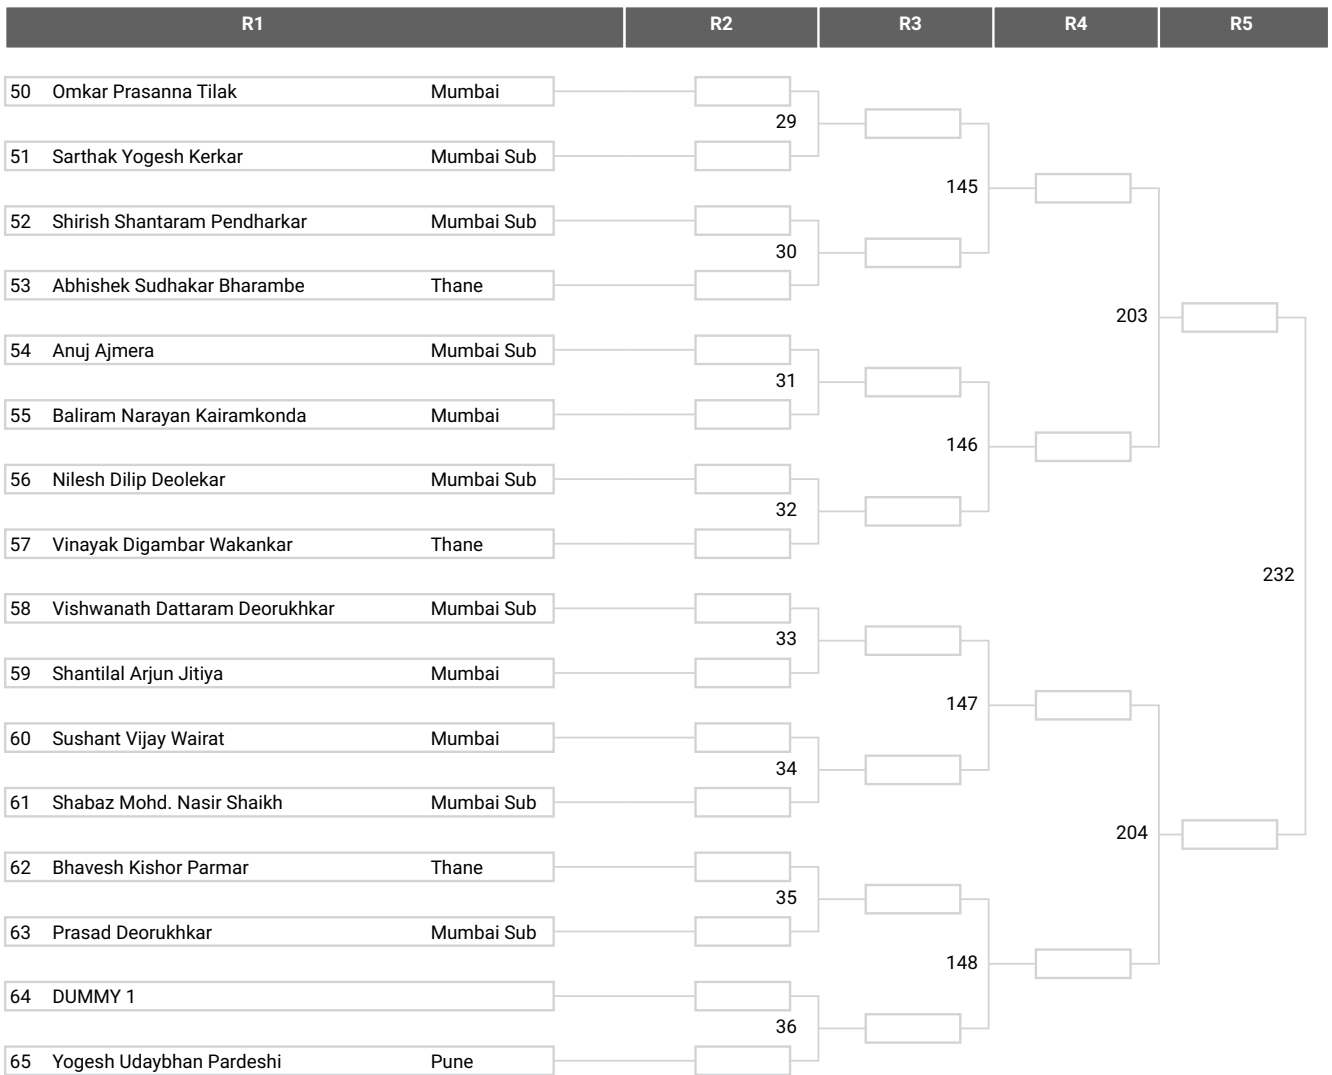 R1 R2 R3 R4 R5
50 Omkar Prasanna Tilak Mumbai
29
51 Sarthak Yogesh Kerkar Mumbai Sub
145
52 Shirish Shantaram Pendharkar Mumbai Sub
30
53 Abhishek Sudhakar Bharambe Thane
203
54 Anuj Ajmera Mumbai Sub
31
55 Baliram Narayan Kairamkonda Mumbai
146
56 Nilesh Dilip Deolekar Mumbai Sub
32
57 Vinayak Digambar Wakankar Thane
232
58 Vishwanath Dattaram Deorukhkar Mumbai Sub
33
59 Shantilal Arjun Jitiya Mumbai
147
60 Sushant Vijay Wairat Mumbai
34
61 Shabaz Mohd. Nasir Shaikh Mumbai Sub
204
62 Bhavesh Kishor Parmar Thane
35
63 Prasad Deorukhkar Mumbai Sub
148
64 DUMMY 1
36
65 Yogesh Udaybhan Pardeshi Pune